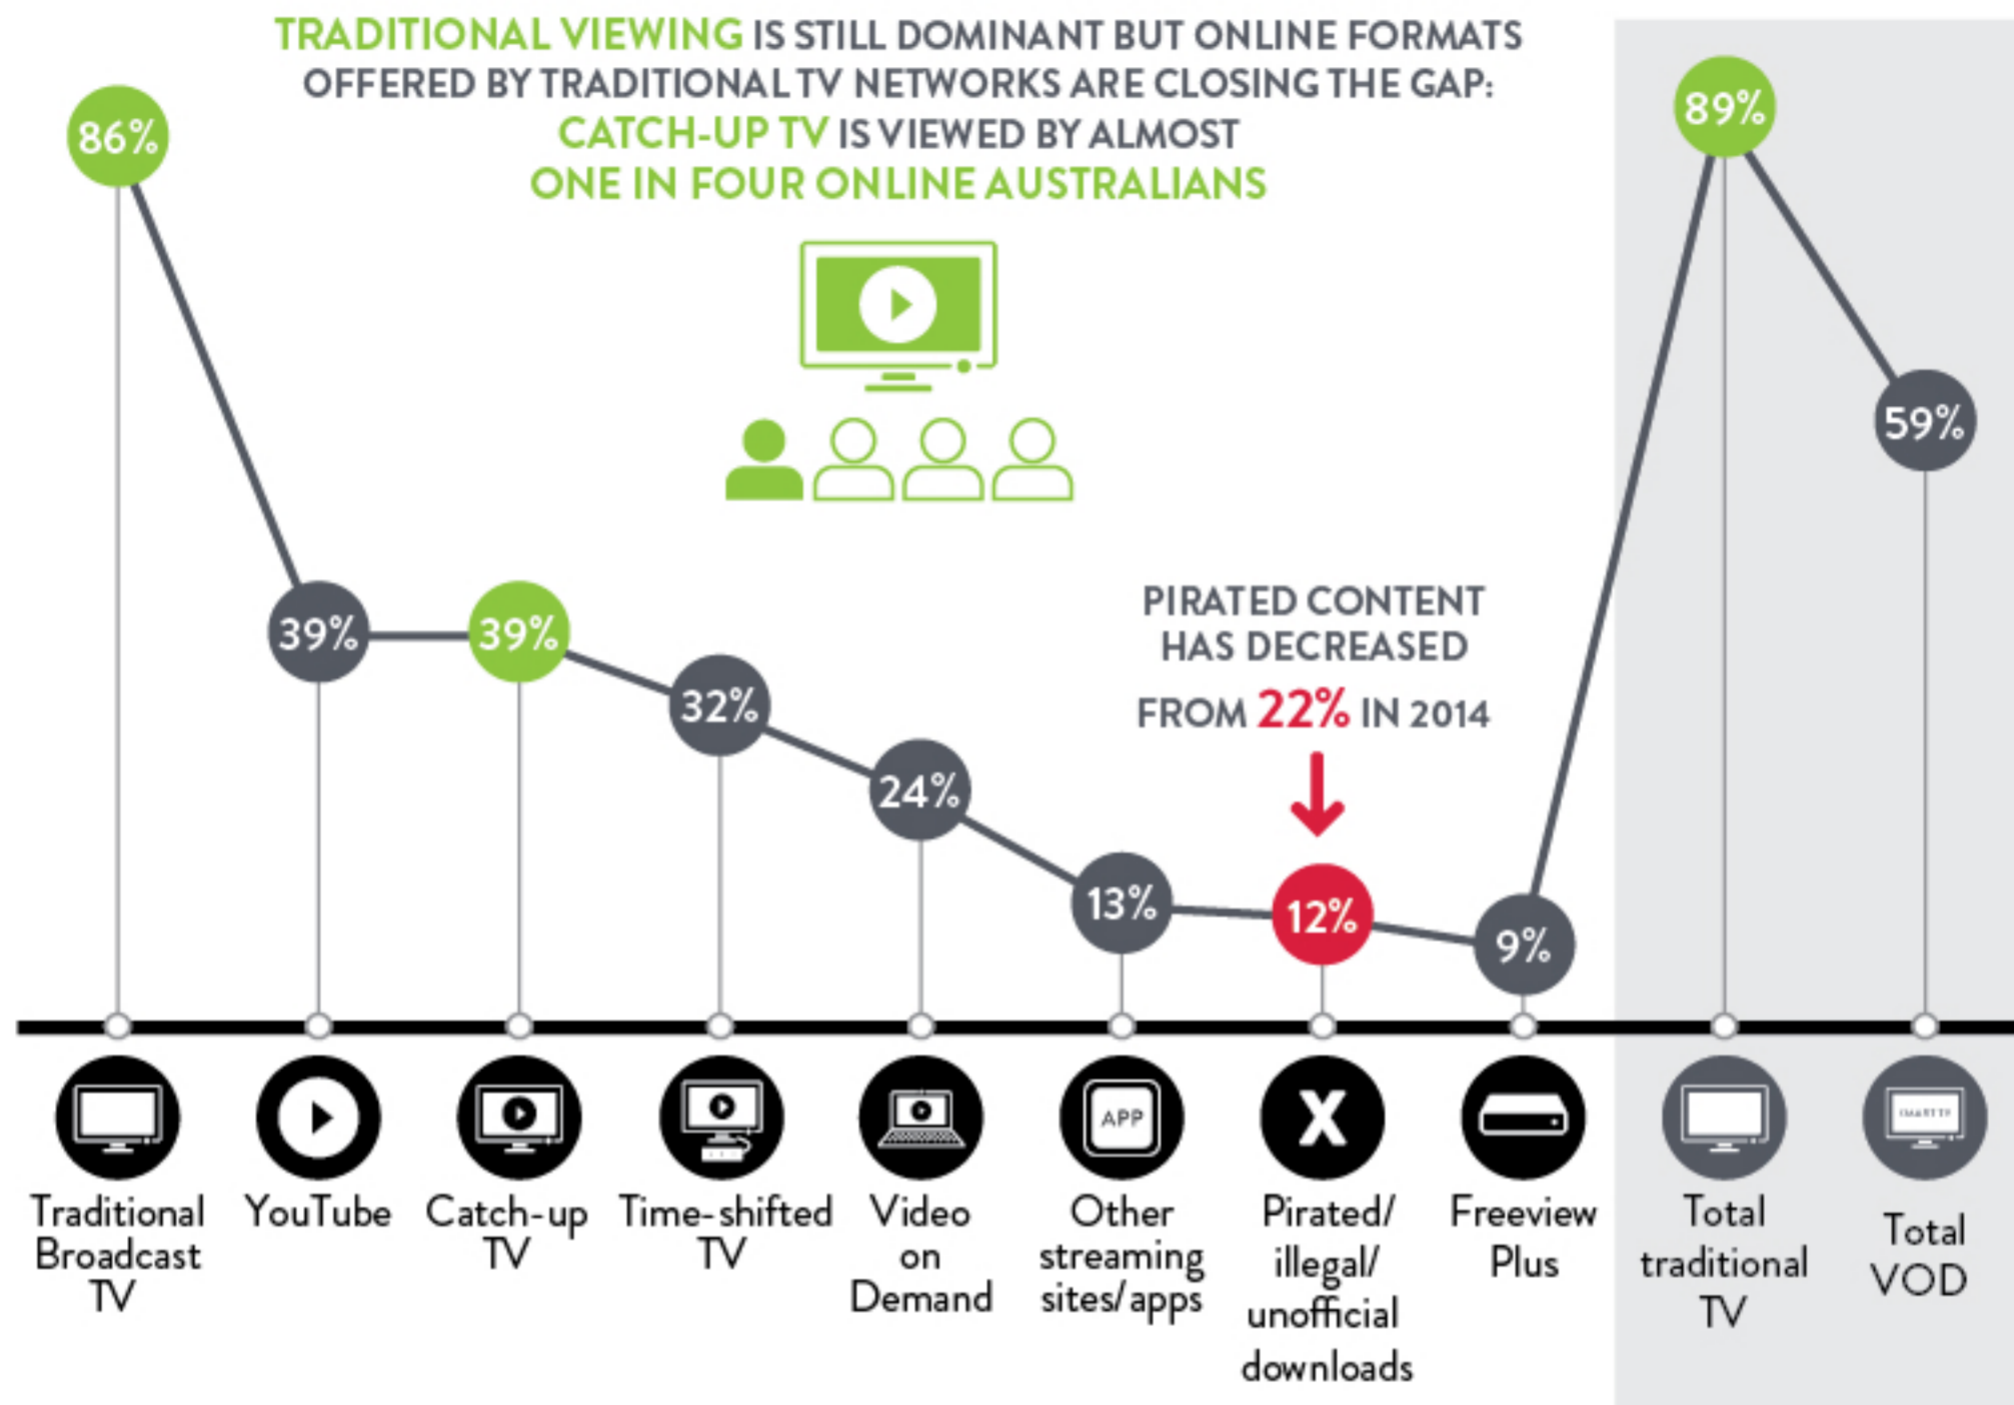 TRADITIONAL VIEWING IS STILL DOMINANT BUT ONLINE FORMATS
OFFERED BY TRADITIONAL TV NETWORKS ARE CLOSING THE GAP:
CATCH-UP TV IS VIEWED BY ALMOST
ONE IN FOUR ONLINE AUSTRALIANS
86%
39%
39%
32%
24%
PIRATED CONTENT
HAS DECREASED
FROM 22% IN 2014
13%
12%
9%
89%
59%
APP
X
Traditional
Broadcast
TV
YouTube
Catch-up
TV
Time-shifted
TV
Video
on
Demand
Other
streaming
sites/apps
Pirated/
illegal/
unofficial
downloads
Freeview
Plus
Total
traditional
TV
Total
VOD